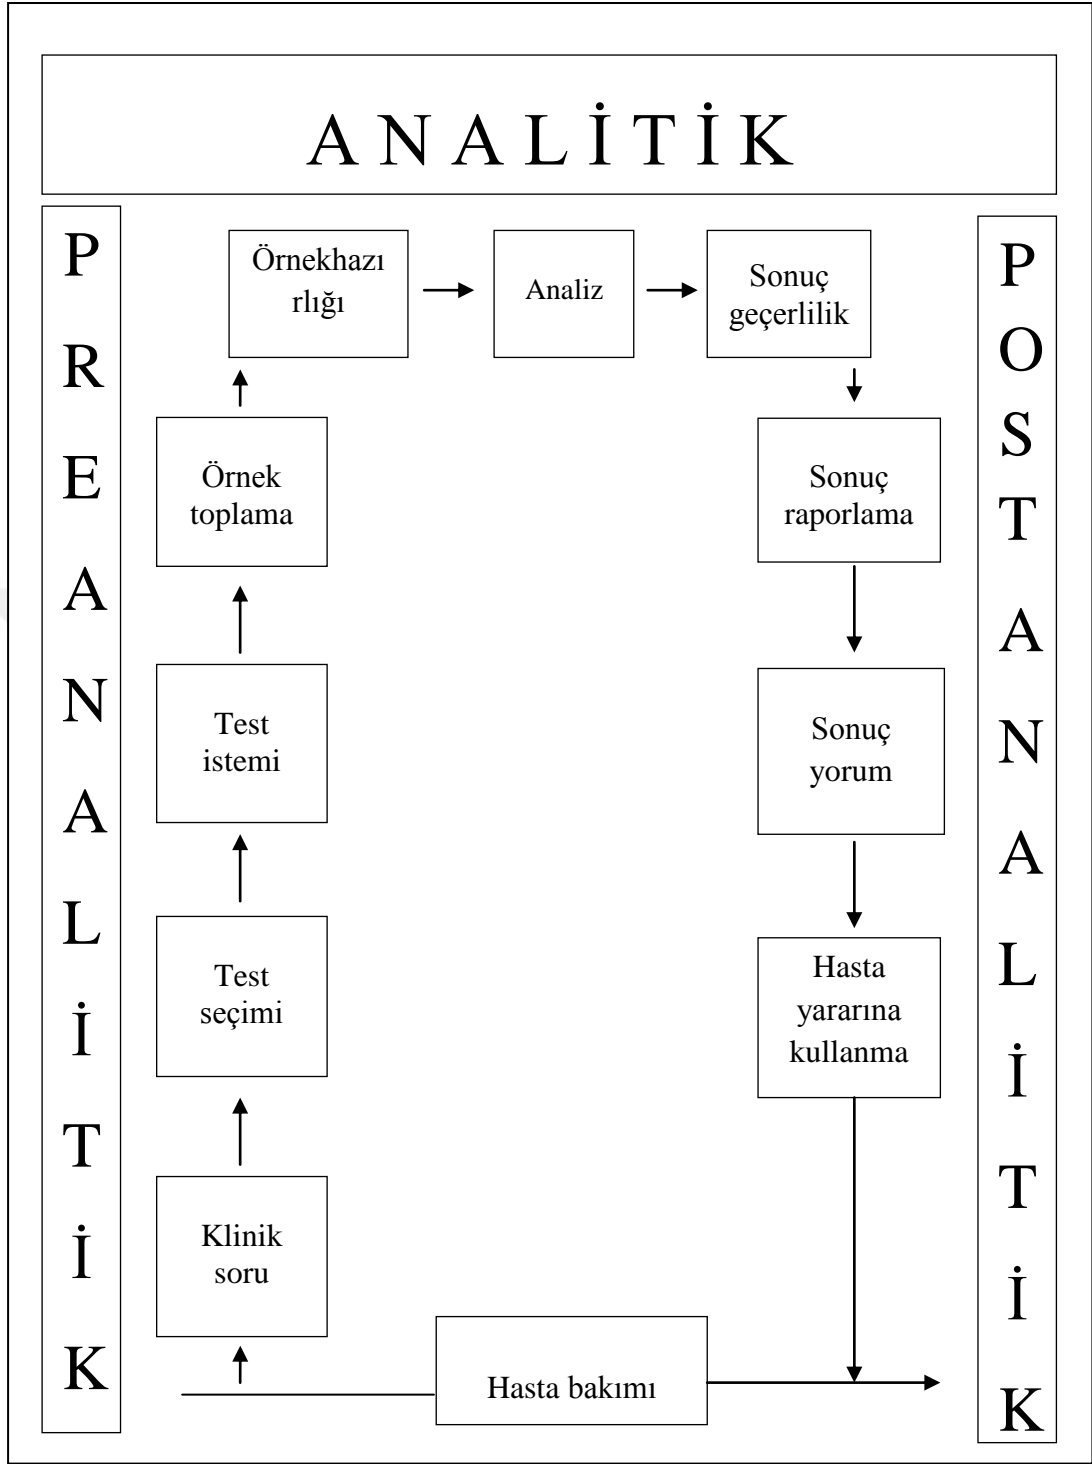 A N A L İ T İ K
P R E A N A L İ T İ K
Örnekhazı
rlığı
Analiz
Sonuç
geçerlilik
P O S T A N A L İ T İ K
Örnek
toplama
Sonuç
raporlama
Test
istemi
Sonuç
yorum
Test
seçimi
Hasta
yararına
kullanma
Klinik
soru
Hasta bakımı